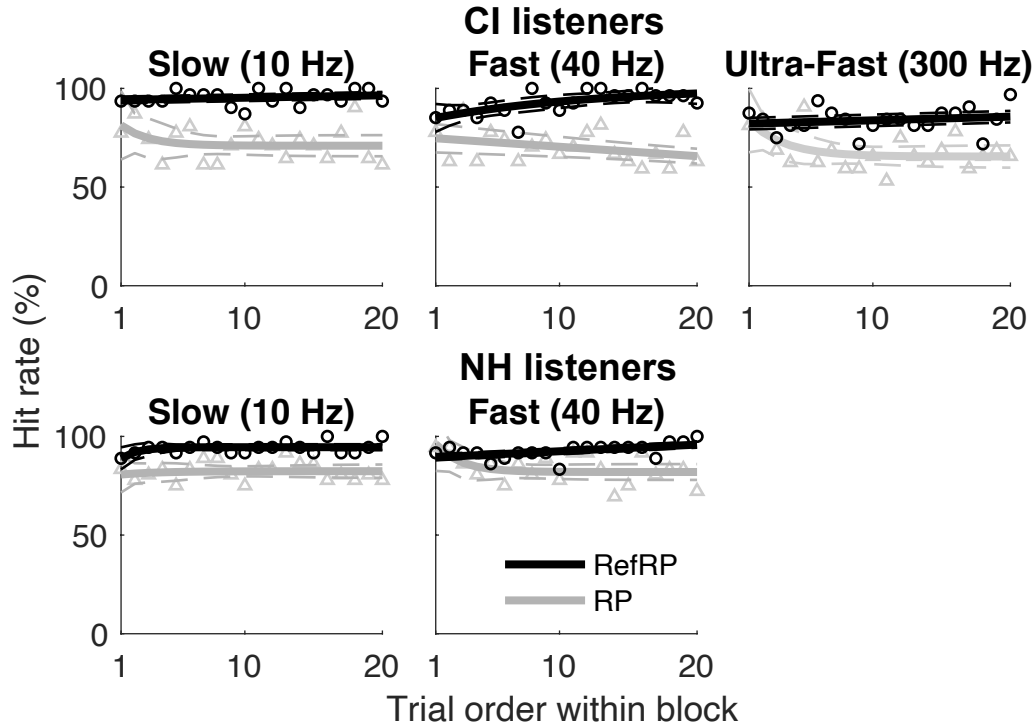 CI listeners
Slow (10 Hz) Fast (40 Hz) Ultra-Fast (300 Hz)
100
50
0
1 10 20 1 10 20 1 10 20
Hit rate (%)
NH listeners
Slow (10 Hz) Fast (40 Hz)
100
50
0
RefRP
RP
1 10 20 1 10 20
Trial order within block